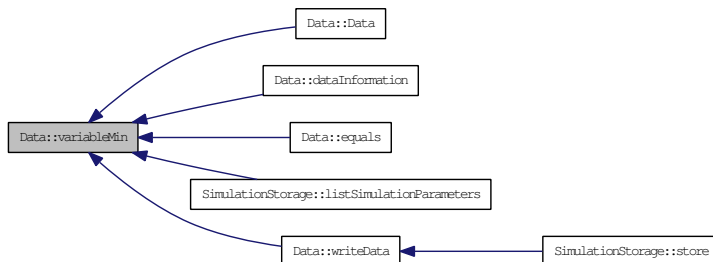 Data::Data
Data::dataInformation
Data::variableMin
Data::equals
SimulationStorage::listSimulationParameters
Data::writeData
SimulationStorage::store